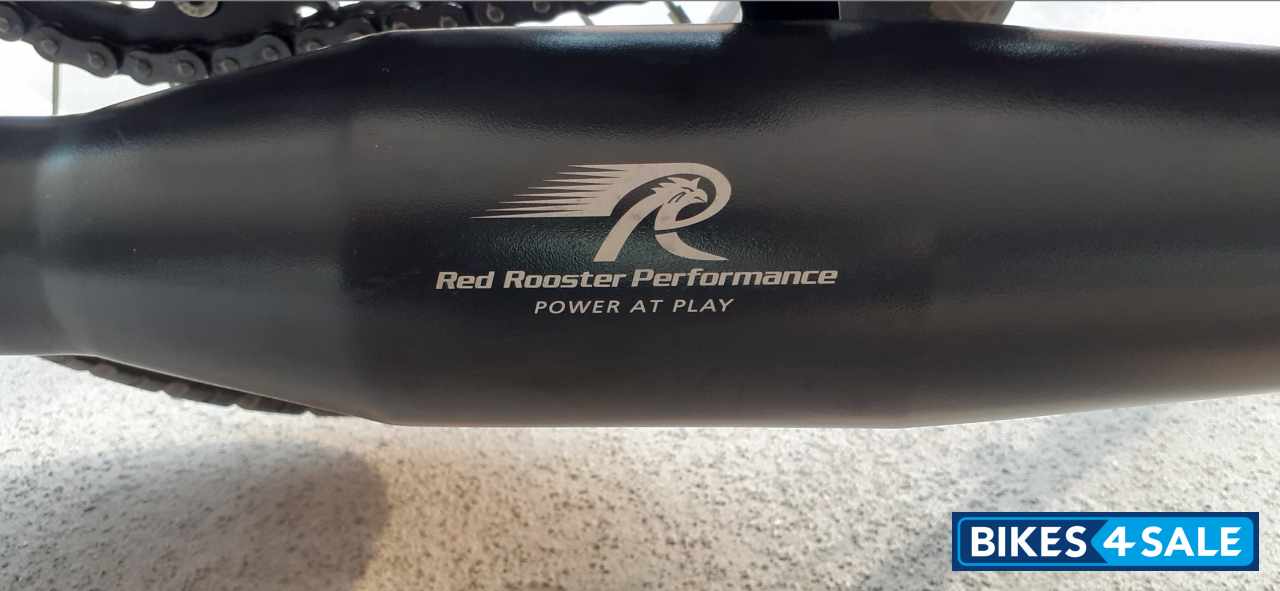 Red Rooster Performance
POWER AT PLAY
BIKES4SALE